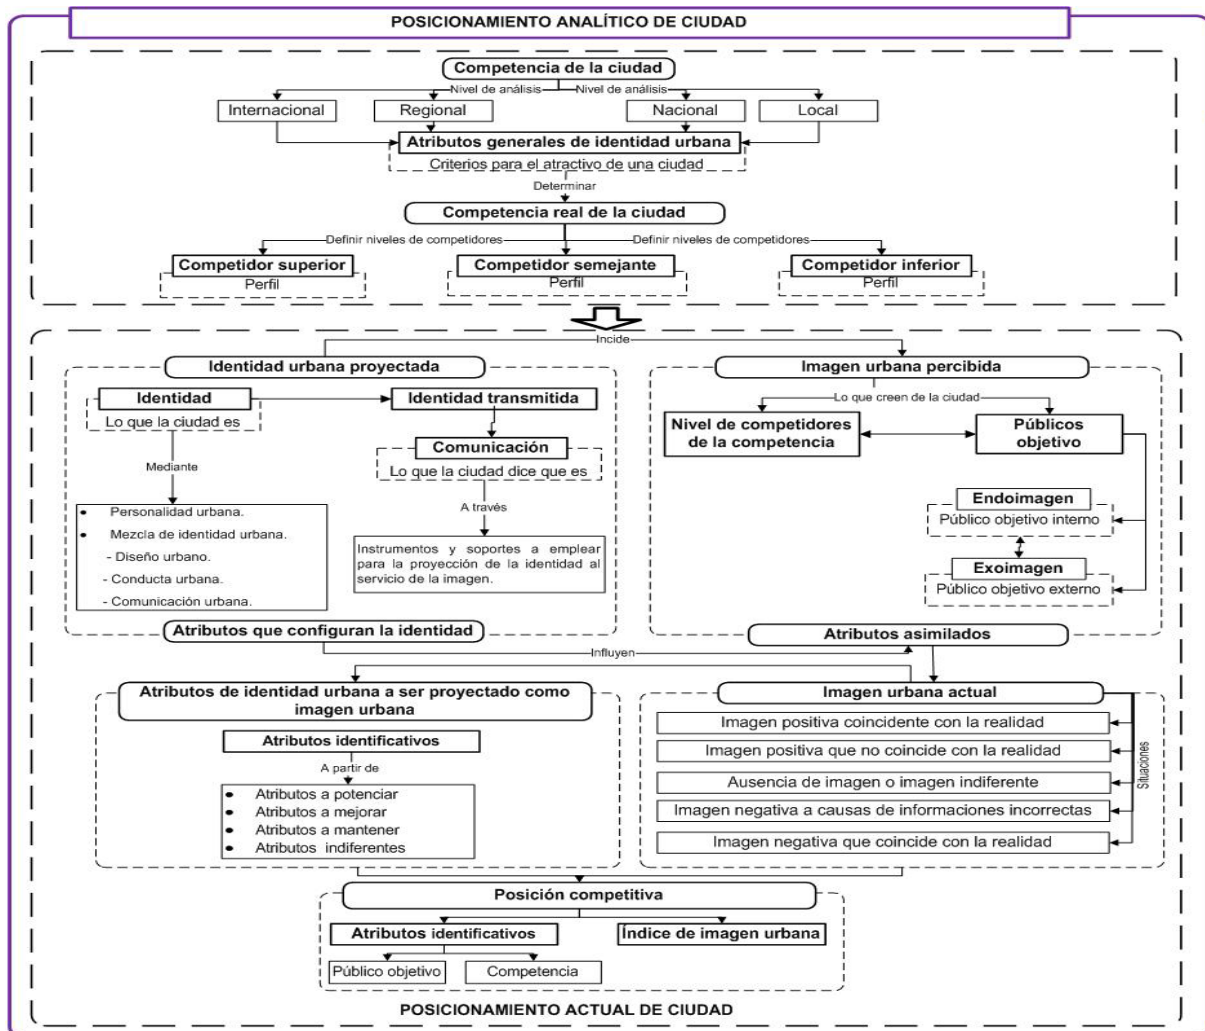 POSICIONAMIENTO ANALÍTICO DE CIUDAD
Competencia de la ciudad
Nivel de análisis
Nivel de análisis
Internacional
Regional
Nacional
Local
Atributos generales de identidad urbana
Criterios para el atractivo de una ciudad
Determinar
Competencia real de la ciudad
Definir niveles de competidores
Definir niveles de competidores
Competidor superior
Perfil
Competidor semejante
Perfil
Competidor inferior
Perfil
Incide
Identidad urbana proyectada
Identidad
Lo que la ciudad es
Identidad transmitida
Comunicación
Lo que la ciudad dice que es
Mediante
• Personalidad urbana.
• Mezcla de identidad urbana.
- Diseño urbano.
- Conducta urbana.
- Comunicación urbana.
A través
Instrumentos y soportes a emplear
para la proyección de la identidad al
servicio de la imagen.
Atributos que configuran la identidad
Imagen urbana percibida
Lo que creen de la ciudad
Nivel de competidores
de la competencia
Públicos
objetivo
Endoimagen
Público objetivo interno
Exoimagen
Público objetivo externo
Atributos asimilados
Influyen
Atributos de identidad urbana a ser proyectado como
imagen urbana
Atributos identificativos
A partir de
• Atributos a potenciar
• Atributos a mejorar
• Atributos a mantener
• Atributos indiferentes
Imagen urbana actual
Imagen positiva coincidente con la realidad
Imagen positiva que no coincide con la realidad
Ausencia de imagen o imagen indiferente
Imagen negativa a causas de informaciones incorrectas
Imagen negativa que coincide con la realidad
Situaciones
Posición competitiva
Atributos identificativos
Índice de imagen urbana
Público objetivo
Competencia
POSICIONAMIENTO ACTUAL DE CIUDAD